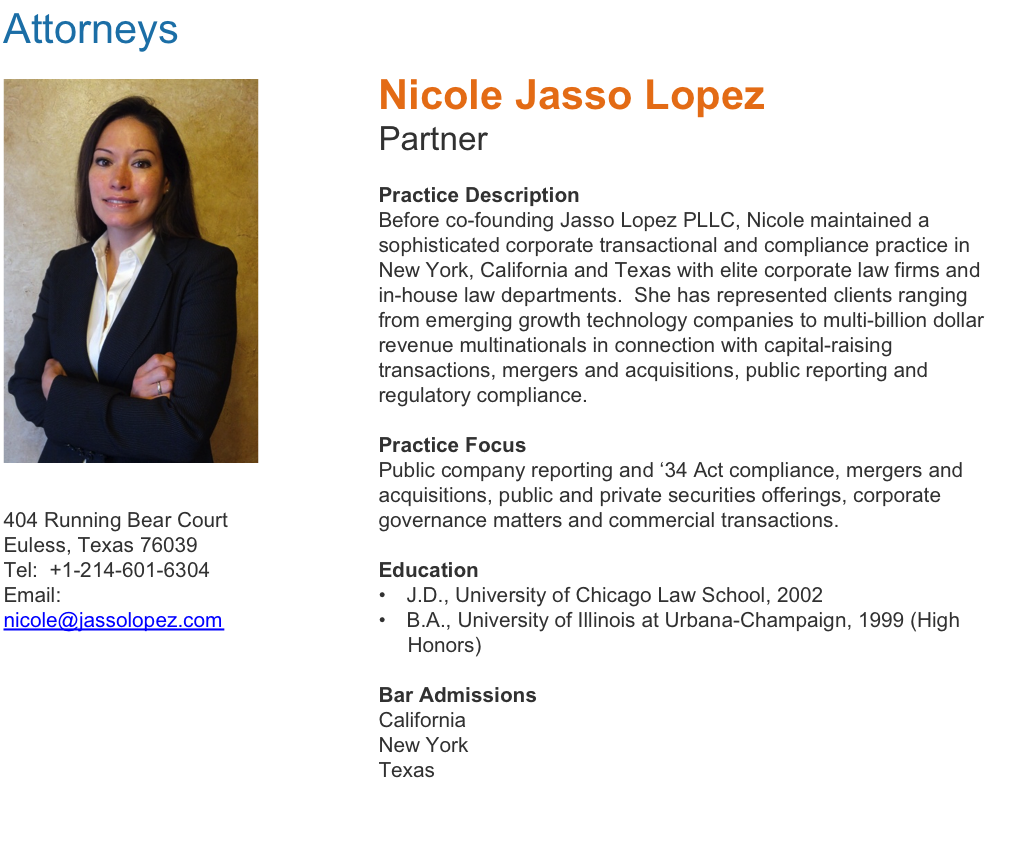 Attorneys
Nicole Jasso Lopez
Partner
Practice Description
Before co-founding Jasso Lopez PLLC, Nicole maintained a
sophisticated corporate transactional and compliance practice in
New York, California and Texas with elite corporate law firms and
in-house law departments.  She has represented clients ranging
from emerging growth technology companies to multi-billion dollar
revenue multinationals in connection with capital-raising
transactions, mergers and acquisitions, public reporting and
regulatory compliance.
Practice Focus
Public company reporting and ‘34 Act compliance, mergers and
acquisitions, public and private securities offerings, corporate
governance matters and commercial transactions.
Education
• J.D., University of Chicago Law School, 2002
• B.A., University of Illinois at Urbana-Champaign, 1999 (High
Honors)
Bar Admissions
California
New York
Texas
404 Running Bear Court
Euless, Texas 76039
Tel:  +1-214-601-6304
Email:
nicole@jassolopez.com